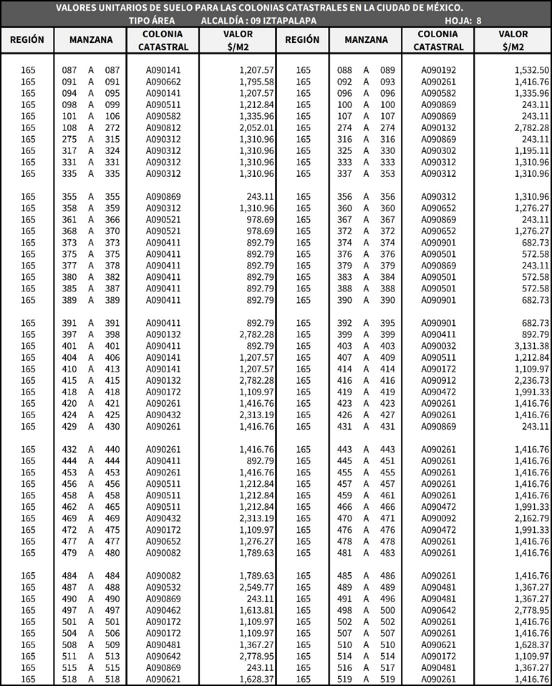 VALORES UNITARIOS DE SUELO PARA LAS COLONIAS CATASTRALES EN LA CIUDAD DE MÉXICO.
TIPO ÁREA ALCALDÍA : 09 IZTAPALAPA HOJA: 8
REGIÓN MANZANA COLONIA CATASTRAL VALOR $/M2 REGIÓN MANZANA COLONIA CATASTRAL VALOR $/M2
165 087 A 087 A090141 1,207.57 165 088 A 089 A090192 1,532.50
165 091 A 091 A090662 1,795.58 165 092 A 093 A090261 1,416.76
165 094 A 095 A090141 1,207.57 165 096 A 096 A090582 1,335.96
165 098 A 099 A090511 1,212.84 165 100 A 100 A090869 243.11
165 101 A 106 A090582 1,335.96 165 107 A 107 A090869 243.11
165 108 A 272 A090812 2,052.01 165 274 A 274 A090132 2,782.28
165 275 A 315 A090312 1,310.96 165 316 A 316 A090869 243.11
165 317 A 324 A090312 1,310.96 165 325 A 330 A090302 1,195.11
165 331 A 331 A090312 1,310.96 165 333 A 333 A090312 1,310.96
165 335 A 335 A090312 1,310.96 165 337 A 353 A090312 1,310.96
165 355 A 355 A090869 243.11 165 356 A 356 A090312 1,310.96
165 358 A 359 A090312 1,310.96 165 360 A 360 A090652 1,276.27
165 361 A 366 A090521 978.69 165 367 A 367 A090869 243.11
165 368 A 370 A090521 978.69 165 372 A 372 A090652 1,276.27
165 373 A 373 A090411 892.79 165 374 A 374 A090901 682.73
165 375 A 375 A090411 892.79 165 376 A 376 A090501 572.58
165 377 A 378 A090411 892.79 165 379 A 379 A090869 243.11
165 380 A 382 A090411 892.79 165 383 A 384 A090501 572.58
165 385 A 387 A090411 892.79 165 388 A 388 A090501 572.58
165 389 A 389 A090411 892.79 165 390 A 390 A090901 682.73
165 391 A 391 A090411 892.79 165 392 A 395 A090901 682.73
165 397 A 398 A090132 2,782.28 165 399 A 399 A090411 892.79
165 401 A 401 A090411 892.79 165 403 A 403 A090032 3,131.38
165 404 A 406 A090141 1,207.57 165 407 A 409 A090511 1,212.84
165 410 A 413 A090141 1,207.57 165 414 A 414 A090172 1,109.97
165 415 A 415 A090132 2,782.28 165 416 A 416 A090912 2,236.73
165 418 A 418 A090172 1,109.97 165 419 A 419 A090472 1,991.33
165 420 A 421 A090261 1,416.76 165 423 A 423 A090261 1,416.76
165 424 A 425 A090432 2,313.19 165 426 A 427 A090261 1,416.76
165 429 A 430 A090261 1,416.76 165 431 A 431 A090869 243.11
165 432 A 440 A090261 1,416.76 165 443 A 443 A090261 1,416.76
165 444 A 444 A090411 892.79 165 445 A 451 A090261 1,416.76
165 453 A 453 A090261 1,416.76 165 455 A 455 A090261 1,416.76
165 456 A 456 A090511 1,212.84 165 457 A 457 A090261 1,416.76
165 458 A 458 A090511 1,212.84 165 459 A 461 A090261 1,416.76
165 462 A 465 A090511 1,212.84 165 466 A 466 A090472 1,991.33
165 469 A 469 A090432 2,313.19 165 470 A 471 A090092 2,162.79
165 472 A 475 A090172 1,109.97 165 476 A 476 A090472 1,991.33
165 477 A 477 A090652 1,276.27 165 478 A 478 A090261 1,416.76
165 479 A 480 A090082 1,789.63 165 481 A 483 A090261 1,416.76
165 484 A 484 A090082 1,789.63 165 485 A 486 A090261 1,416.76
165 487 A 488 A090532 2,549.77 165 489 A 489 A090481 1,367.27
165 490 A 490 A090869 243.11 165 491 A 496 A090481 1,367.27
165 497 A 497 A090462 1,613.81 165 498 A 500 A090642 2,778.95
165 501 A 501 A090172 1,109.97 165 502 A 502 A090261 1,416.76
165 504 A 506 A090172 1,109.97 165 507 A 507 A090261 1,416.76
165 508 A 509 A090481 1,367.27 165 510 A 510 A090621 1,628.37
165 511 A 513 A090642 2,778.95 165 514 A 514 A090172 1,109.97
165 515 A 515 A090869 243.11 165 516 A 517 A090481 1,367.27
165 518 A 518 A090621 1,628.37 165 519 A 519 A090261 1,416.76